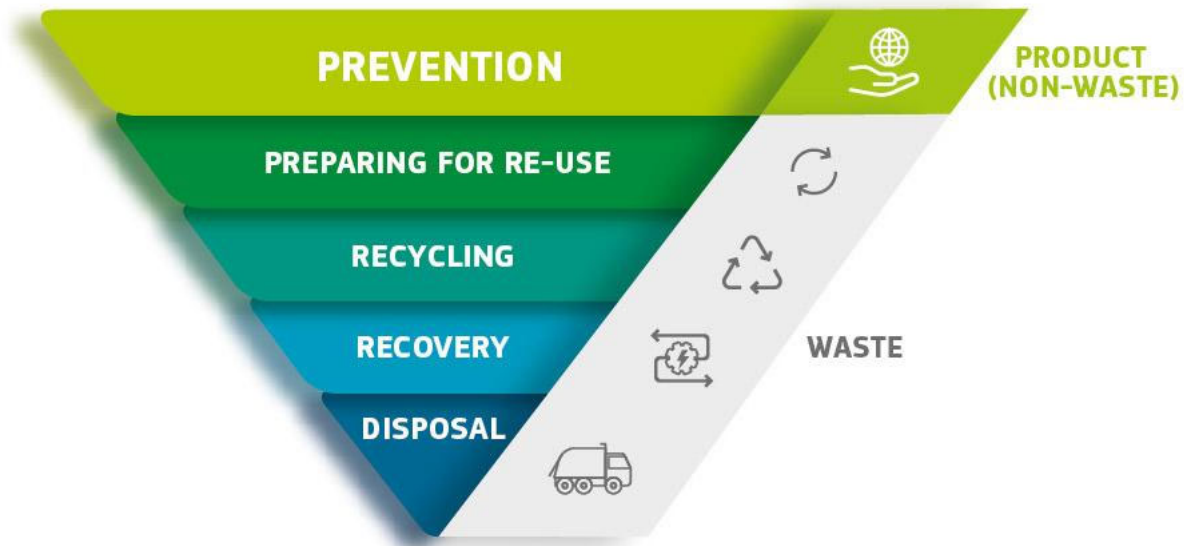 PREVENTION
PRODUCT
(NON-WASTE)
PREPARING FOR RE-USE
RECYCLING
RECOVERY
WASTE
DISPOSAL